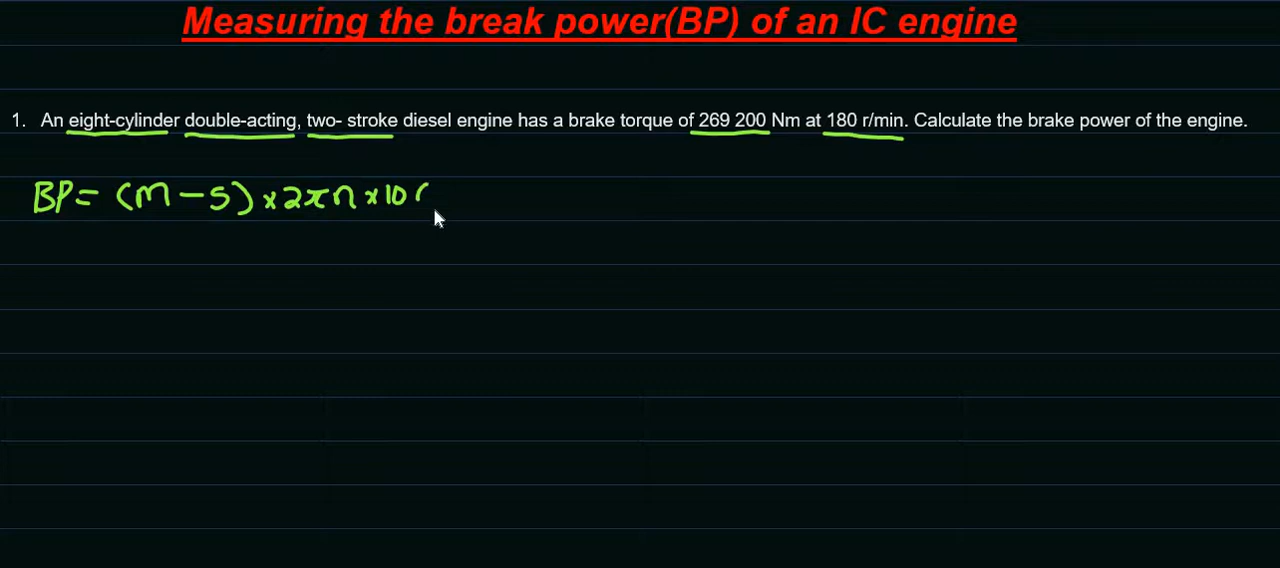 Measuring the break power(BP) of an IC engine
1. An eight-cylinder double-acting, two- stroke diesel engine has a brake torque of 269 200 Nm at 180 r/min. Calculate the brake power of the engine.
BP = (m - s) × 2πn × 10 r